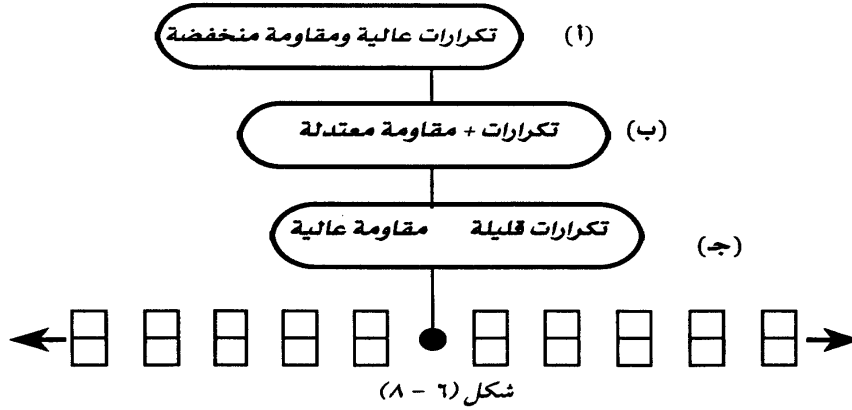 (أ) تكرارات عالية ومقاومة منخفضة
(ب) تكرارات + مقاومة معتدلة
(جـ) تكرارات قليلة مقاومة عالية
شكل (٦ - ٨)